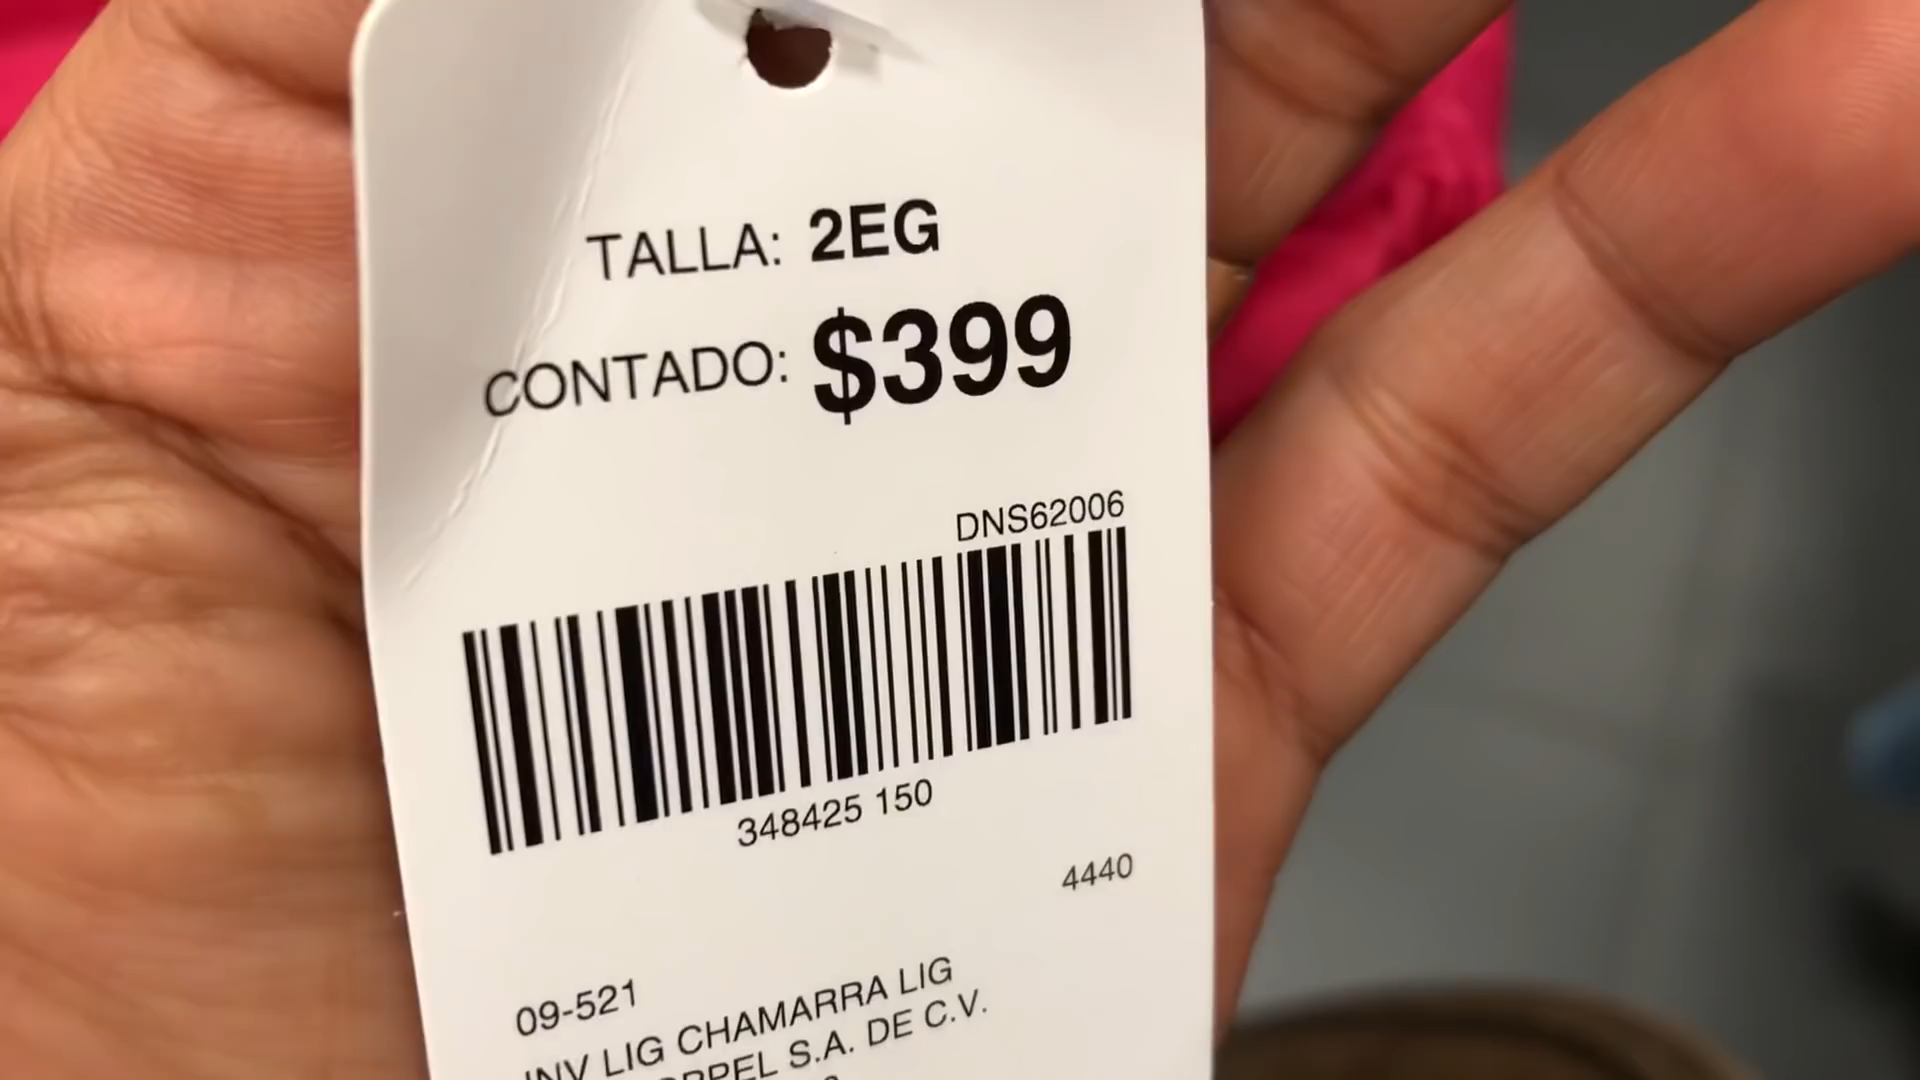 TALLA: 2EG
CONTADO: $399
DNS62006
348425 150
4440
09-521
INV LIG CHAMARRA LIG
S.A. DE C.V.